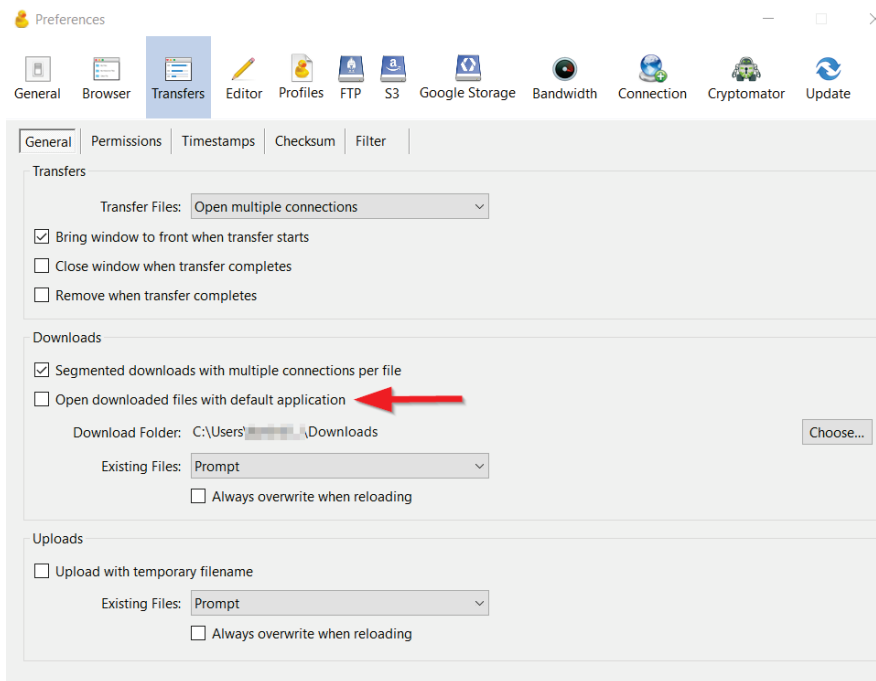 Preferences
General Browser Transfers Editor Profiles FTP S3 Google Storage Bandwidth Connection Cryptomator Update
General Permissions Timestamps Checksum Filter
Transfers
Transfer Files: Open multiple connections
Bring window to front when transfer starts
Close window when transfer completes
Remove when transfer completes
Downloads
Segmented downloads with multiple connections per file
Open downloaded files with default application
Download Folder: C:\Users\ \Downloads Choose...
Existing Files: Prompt
Always overwrite when reloading
Uploads
Upload with temporary filename
Existing Files: Prompt
Always overwrite when reloading